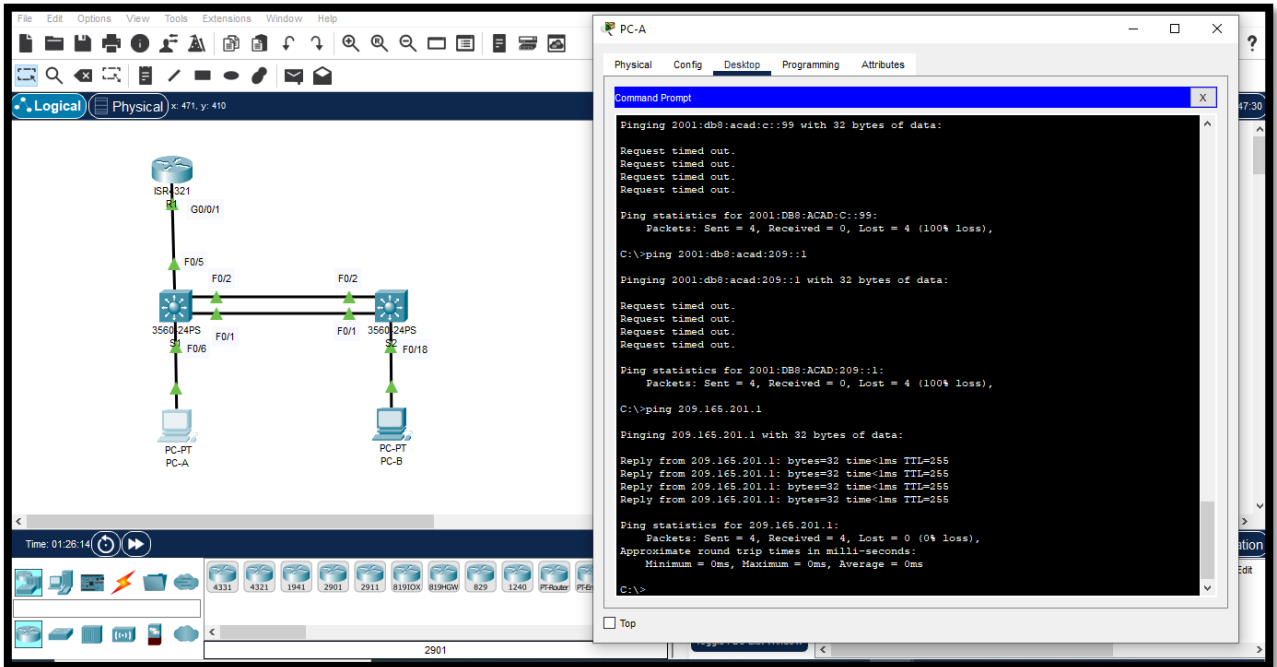 File Edit Options View Tools Extensions Window Help
Logical Physical x: 471, y: 410
47:30
ISR4321
R1
G0/0/1
F0/5
F0/2
F0/2
3560-24PS
S1
F0/1
F0/1
3560-24PS
S2
F0/6
F0/18
PC-PT
PC-A
PC-PT
PC-B
Time: 01:26:14
4331 4321 1941 2901 2911 819IOX 819HGW 829 1240 PT-Router
2901
PC-A
Physical Config Desktop Programming Attributes
Command Prompt
X
Pinging 2001:db8:acad:c::99 with 32 bytes of data:
Request timed out.
Request timed out.
Request timed out.
Request timed out.
Ping statistics for 2001:DB8:ACAD:C::99:
Packets: Sent = 4, Received = 0, Lost = 4 (100% loss),
C:\>ping 2001:db8:acad:209::1
Pinging 2001:db8:acad:209::1 with 32 bytes of data:
Request timed out.
Request timed out.
Request timed out.
Request timed out.
Ping statistics for 2001:DB8:ACAD:209::1:
Packets: Sent = 4, Received = 0, Lost = 4 (100% loss),
C:\>ping 209.165.201.1
Pinging 209.165.201.1 with 32 bytes of data:
Reply from 209.165.201.1: bytes=32 time<1ms TTL=255
Reply from 209.165.201.1: bytes=32 time<1ms TTL=255
Reply from 209.165.201.1: bytes=32 time<1ms TTL=255
Reply from 209.165.201.1: bytes=32 time<1ms TTL=255
Ping statistics for 209.165.201.1:
Packets: Sent = 4, Received = 4, Lost = 0 (0% loss),
Approximate round trip times in milli-seconds:
Minimum = 0ms, Maximum = 0ms, Average = 0ms
C:\>
Top